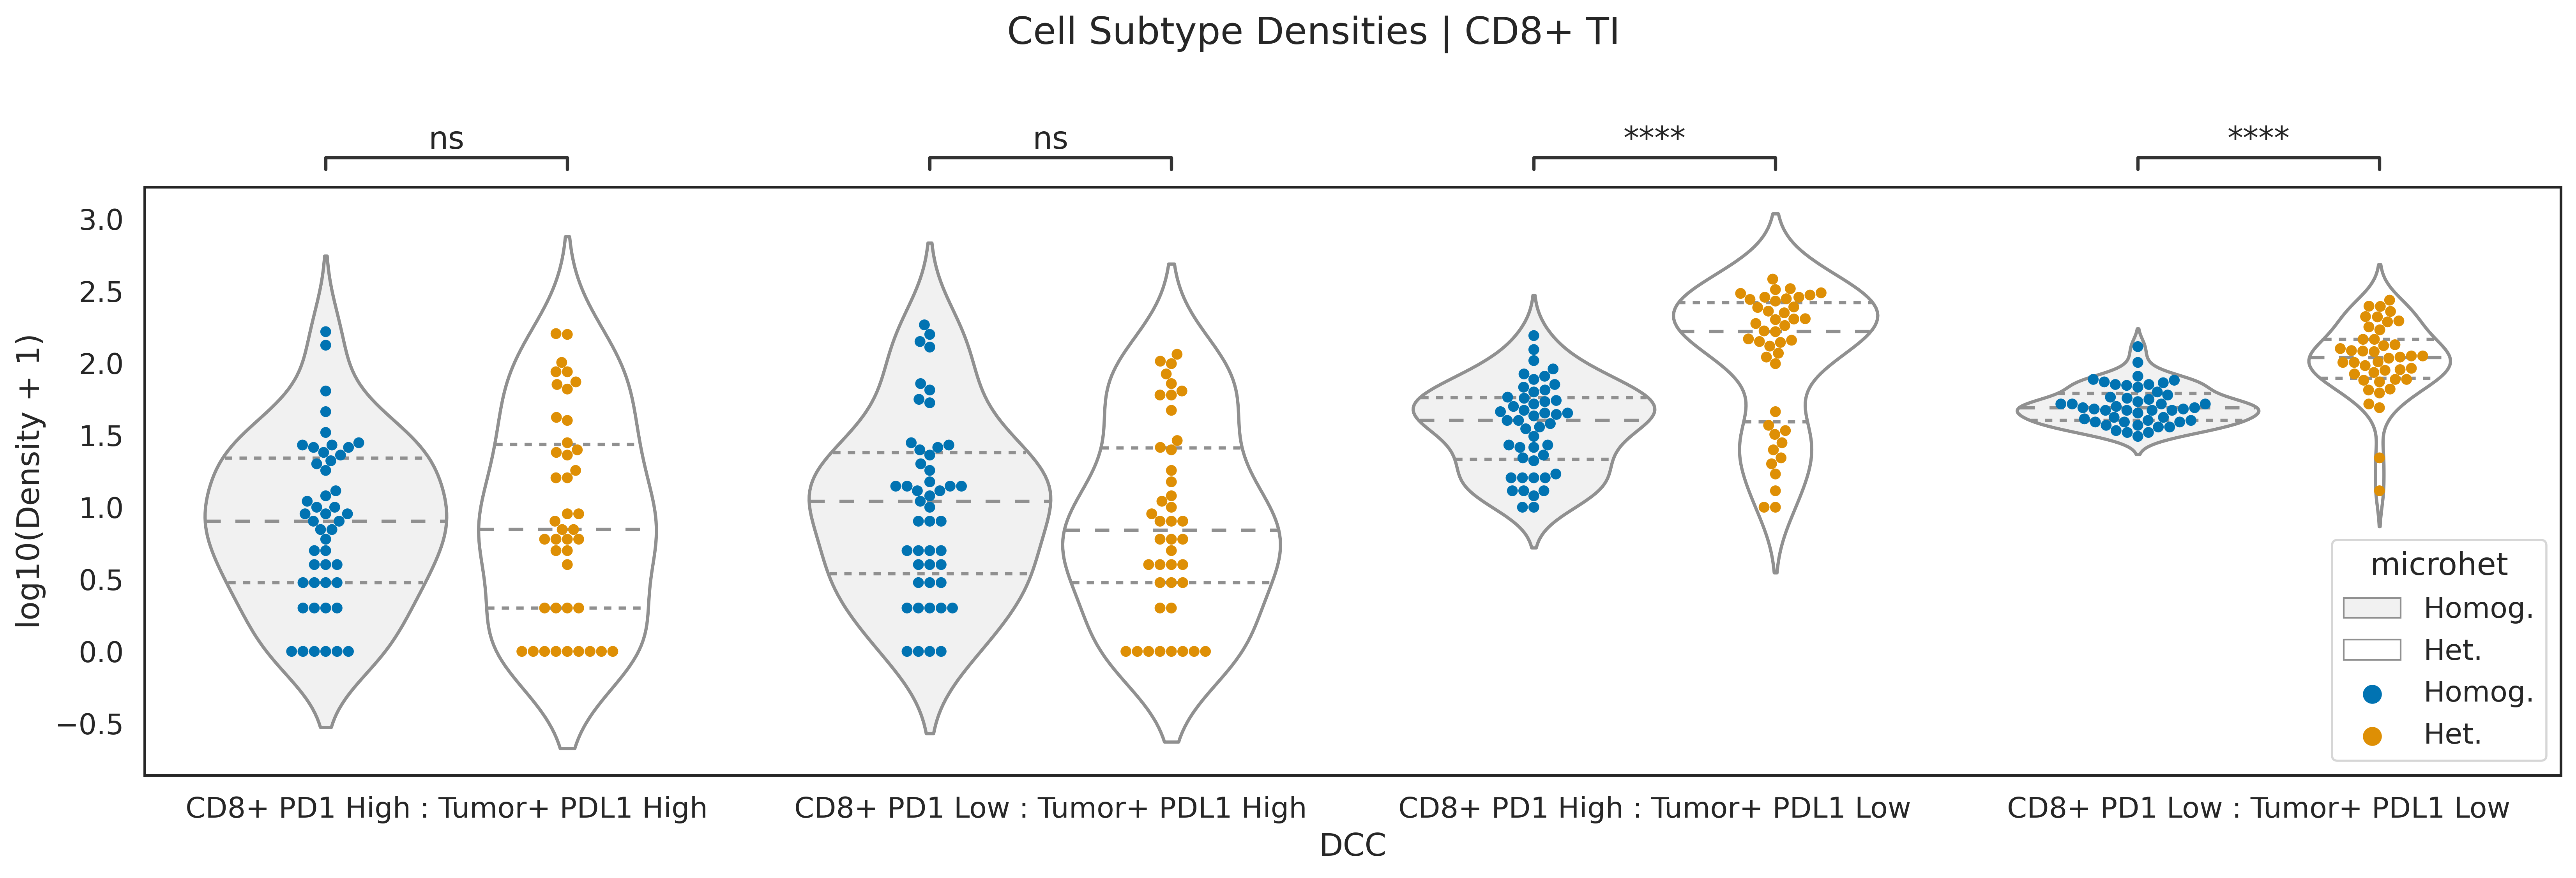 Cell Subtype Densities | CD8+ TI
ns
ns
****
****
3.0
2.5
2.0
1.5
1.0
0.5
0.0
−0.5
log10(Density + 1)
microhet
Homog.
Het.
Homog.
Het.
CD8+ PD1 High : Tumor+ PDL1 High
CD8+ PD1 Low : Tumor+ PDL1 High
CD8+ PD1 High : Tumor+ PDL1 Low
CD8+ PD1 Low : Tumor+ PDL1 Low
DCC